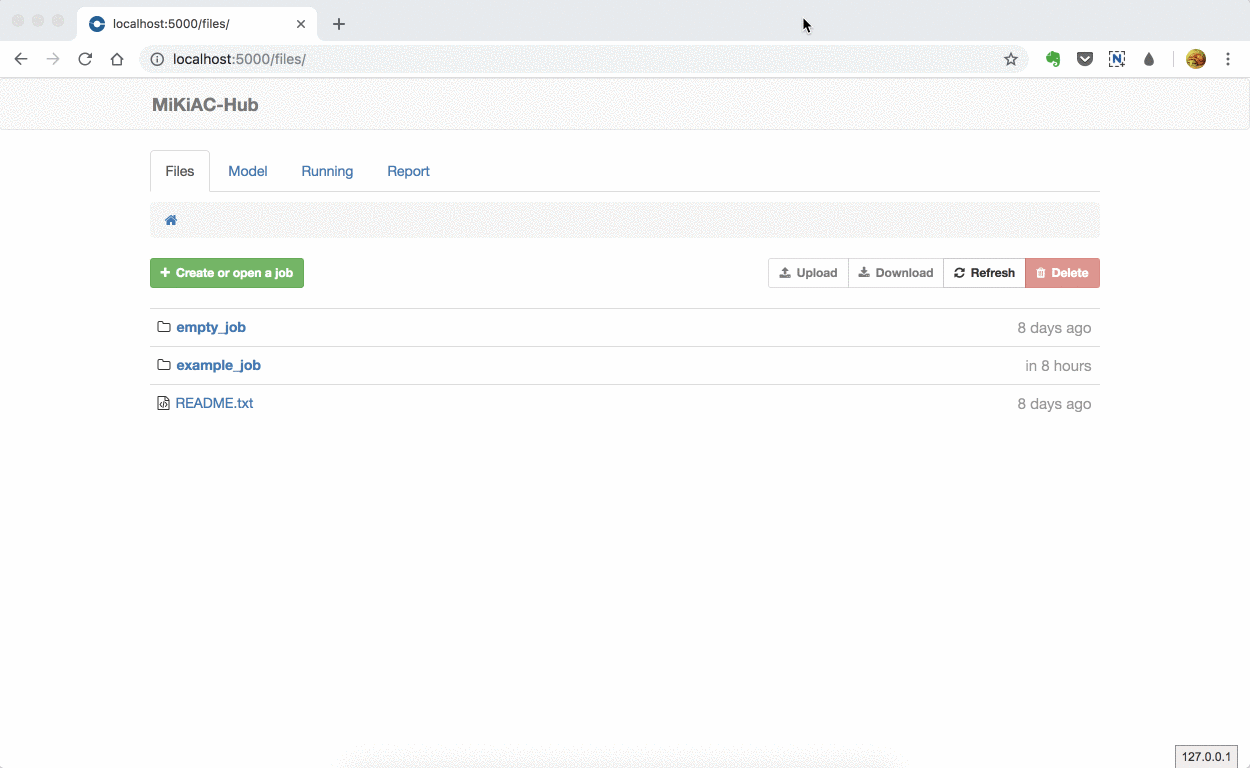 localhost:5000/files/
localhost:5000/files/
MiKiAC-Hub
Files Model Running Report
Create or open a job Upload Download Refresh Delete
empty_job 8 days ago
example_job in 8 hours
README.txt 8 days ago
127.0.0.1